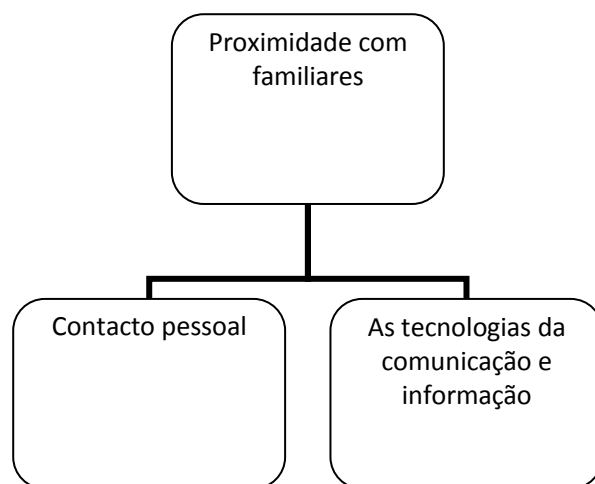 Proximidade com
familiares
Contacto pessoal
As tecnologias da
comunicação e
informação